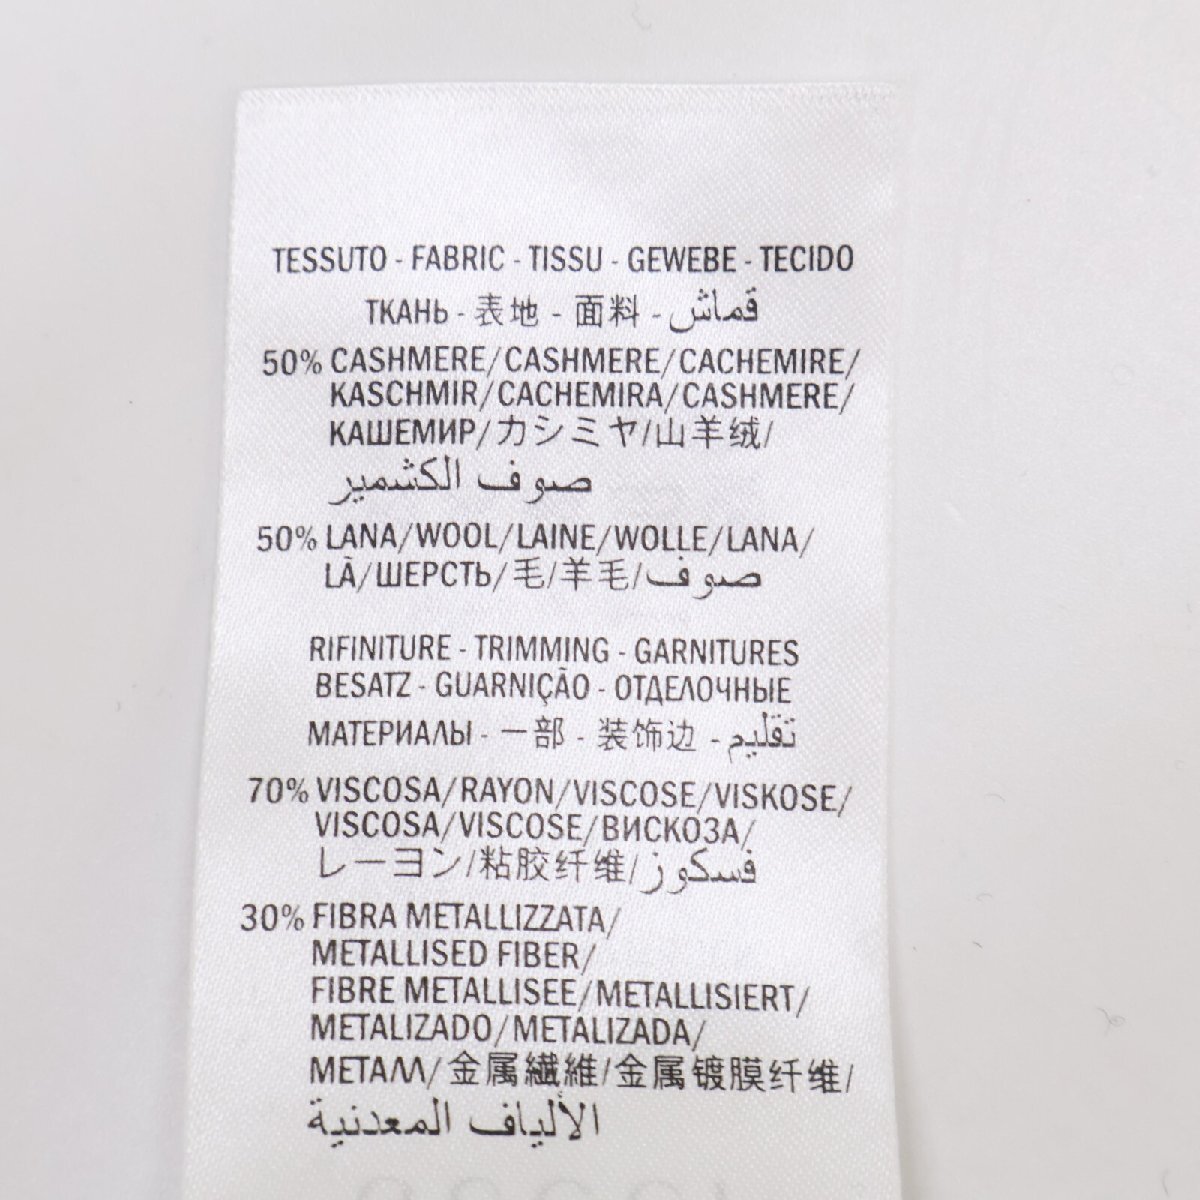 TESSUTO - FABRIC - TISSU - GEWEBE - TECIDO
ТКАНЬ - 表地 - 面料 - قماش
50% CASHMERE/CASHMERE/CACHEMIRE/
KASCHMIR/CACHEMIRA/CASHMERE/
КАШЕМИР/カシミヤ/山羊绒/
صوف الكشمير
50% LANA/WOOL/LAINE/WOLLE/LANA/
LÃ/ШЕРСТЬ/毛/羊毛/صوف
RIFINITURE - TRIMMING - GARNITURES
BESATZ - GUARNIÇÃO - ОТДЕЛОЧНЫЕ
МАТЕРИАЛЫ - 一部 - 装饰边 - تقليم
70% VISCOSA/RAYON/VISCOSE/VISKOSE/
VISCOSA/VISCOSE/ВИСКОЗА/
レーヨン/粘胶纤维/فسكوز
30% FIBRA METALLIZZATA/
METALLISED FIBER/
FIBRE METALLISEE/METALLISIERT/
METALIZADO/METALIZADA/
МЕТАЛЛ/金属繊維/金属镀膜纤维/
الألياف المعدنية